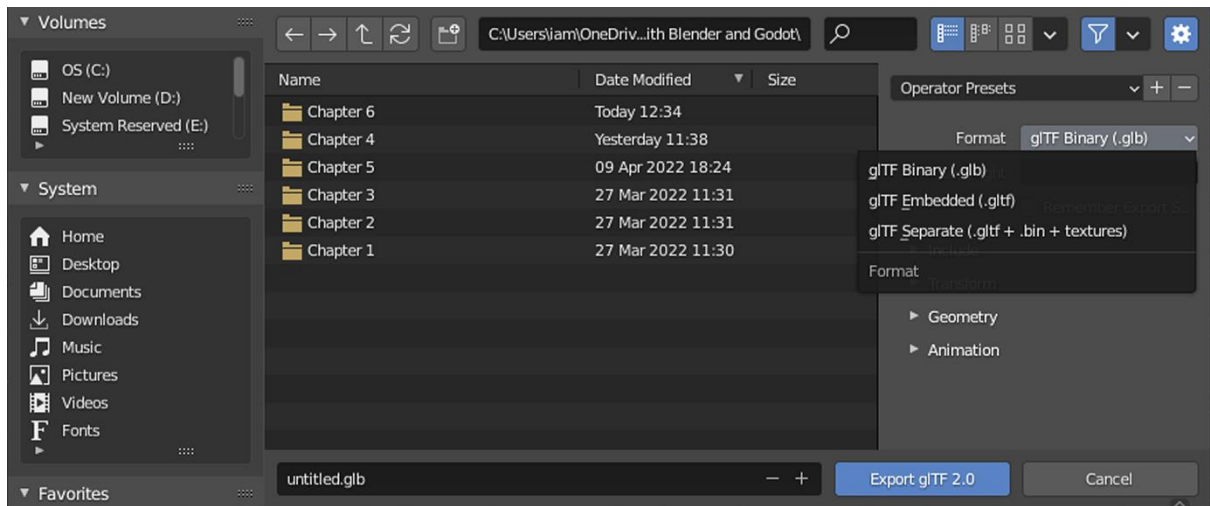 Volumes
OS (C:)
New Volume (D:)
System Reserved (E:)
System
Home
Desktop
Documents
Downloads
Music
Pictures
Videos
Fonts
Favorites
C:\Users\iam\OneDriv...ith Blender and Godot\
Name Date Modified Size
Chapter 6 Today 12:34
Chapter 4 Yesterday 11:38
Chapter 5 09 Apr 2022 18:24
Chapter 3 27 Mar 2022 11:31
Chapter 2 27 Mar 2022 11:31
Chapter 1 27 Mar 2022 11:30
untitled.glb
Operator Presets
Format glTF Binary (.glb)
glTF Binary (.glb)
glTF Embedded (.gltf)
Remember Export S...
glTF Separate (.gltf + .bin + textures)
Include
Format
Transform
Geometry
Animation
Export glTF 2.0
Cancel